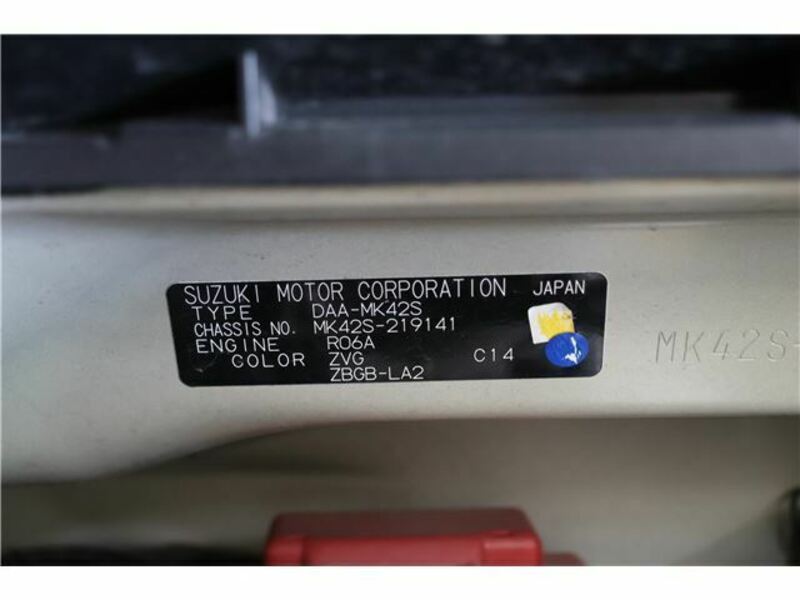 SUZUKI MOTOR CORPORATION JAPAN
TYPE DAA-MK42S
CHASSIS NO. MK42S-219141
ENGINE R06A
COLOR ZVG C14
ZBGB-LA2
MK42S-